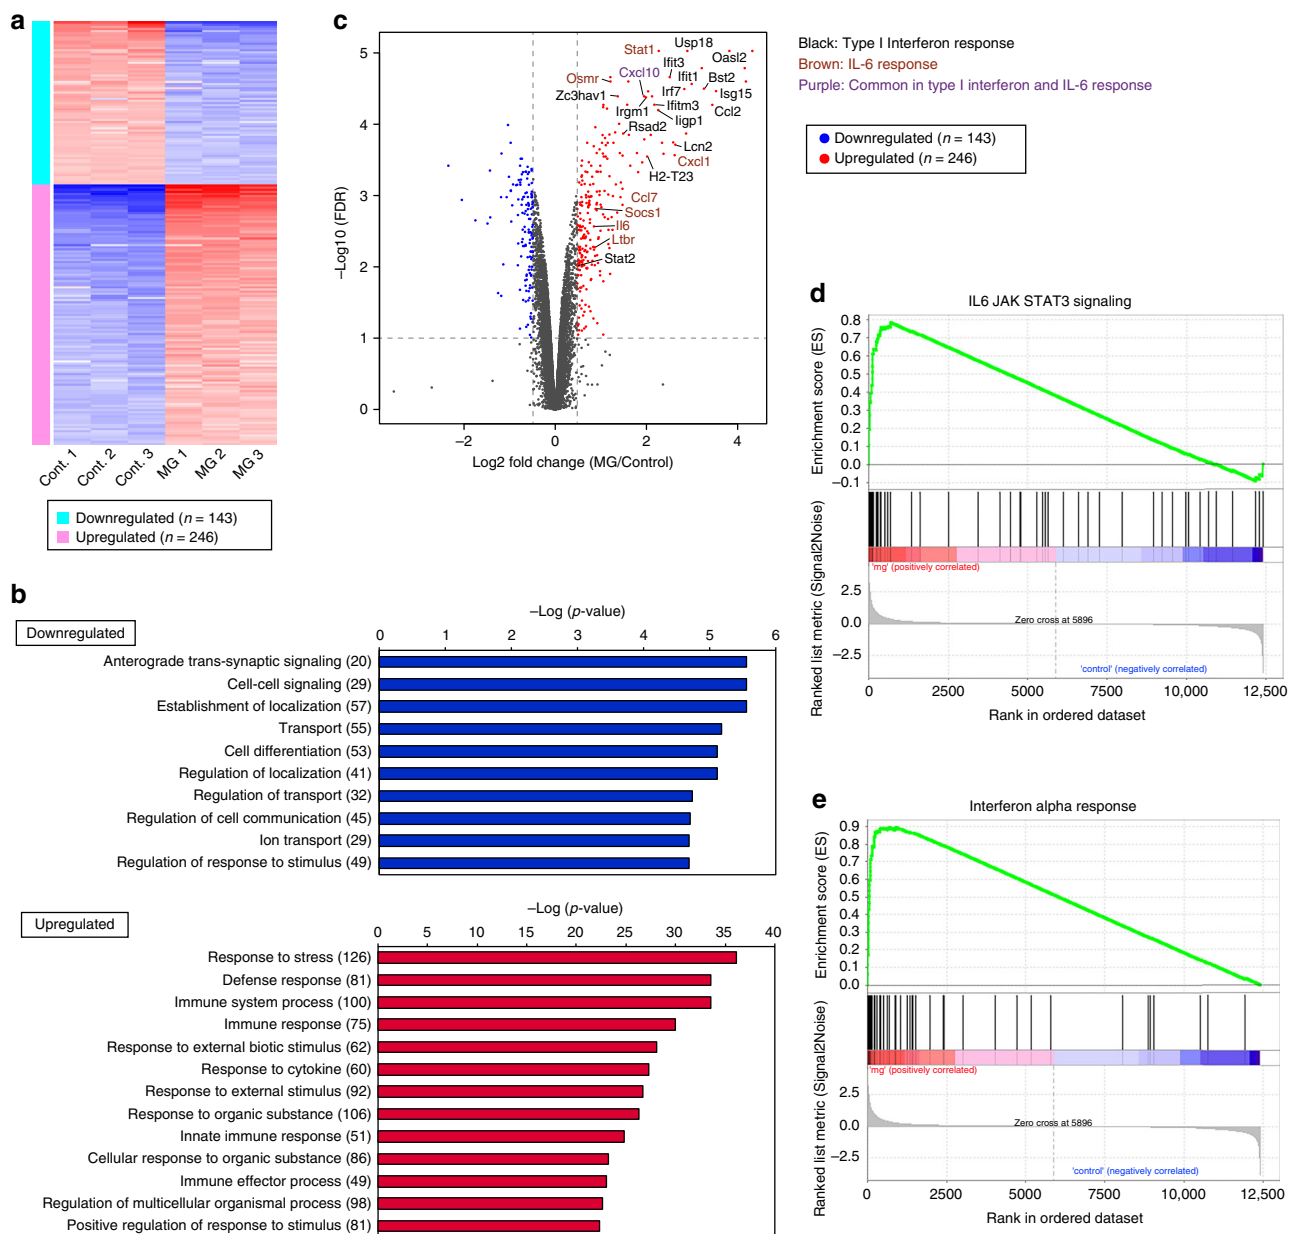 a
Cont. 1
Cont. 2
Cont. 3
MG 1
MG 2
MG 3
Downregulated (n = 143)
Upregulated (n = 246)
b
Downregulated
–Log (p-value)
0 1 2 3 4 5 6
Anterograde trans-synaptic signaling (20)
Cell-cell signaling (29)
Establishment of localization (57)
Transport (55)
Cell differentiation (53)
Regulation of localization (41)
Regulation of transport (32)
Regulation of cell communication (45)
Ion transport (29)
Regulation of response to stimulus (49)
Upregulated
–Log (p-value)
0 5 10 15 20 25 30 35 40
Response to stress (126)
Defense response (81)
Immune system process (100)
Immune response (75)
Response to external biotic stimulus (62)
Response to cytokine (60)
Response to external stimulus (92)
Response to organic substance (106)
Innate immune response (51)
Cellular response to organic substance (86)
Immune effector process (49)
Regulation of multicellular organismal process (98)
Positive regulation of response to stimulus (81)
c
–Log10 (FDR)
5
4
3
2
1
0
Stat1
Usp18
Oasl2
Ifit3
Osmr
Cxcl10
Ifit1
Bst2
Zc3hav1
Irf7
Isg15
Irgm1
Ifitm3
Ccl2
Iigp1
Rsad2
Lcn2
Cxcl1
H2-T23
Ccl7
Socs1
Il6
Ltbr
Stat2
−2 0 2 4
Log2 fold change (MG/Control)
Black: Type I Interferon response
Brown: IL-6 response
Purple: Common in type I interferon and IL-6 response
Downregulated (n = 143)
Upregulated (n = 246)
d
IL6 JAK STAT3 signaling
Enrichment score (ES)
0.8
0.7
0.6
0.5
0.4
0.3
0.2
0.1
0.0
−0.1
Ranked list metric (Signal2Noise)
'mg' (positively correlated)
2.5
0.0
−2.5
Zero cross at 5896
'control' (negatively correlated)
0 2500 5000 7500 10,000 12,500
Rank in ordered dataset
e
Interferon alpha response
Enrichment score (ES)
0.9
0.8
0.7
0.6
0.5
0.4
0.3
0.2
0.1
0.0
Ranked list metric (Signal2Noise)
'mg' (positively correlated)
2.5
0.0
−2.5
Zero cross at 5896
'control' (negatively correlated)
0 2500 5000 7500 10,000 12,500
Rank in ordered dataset